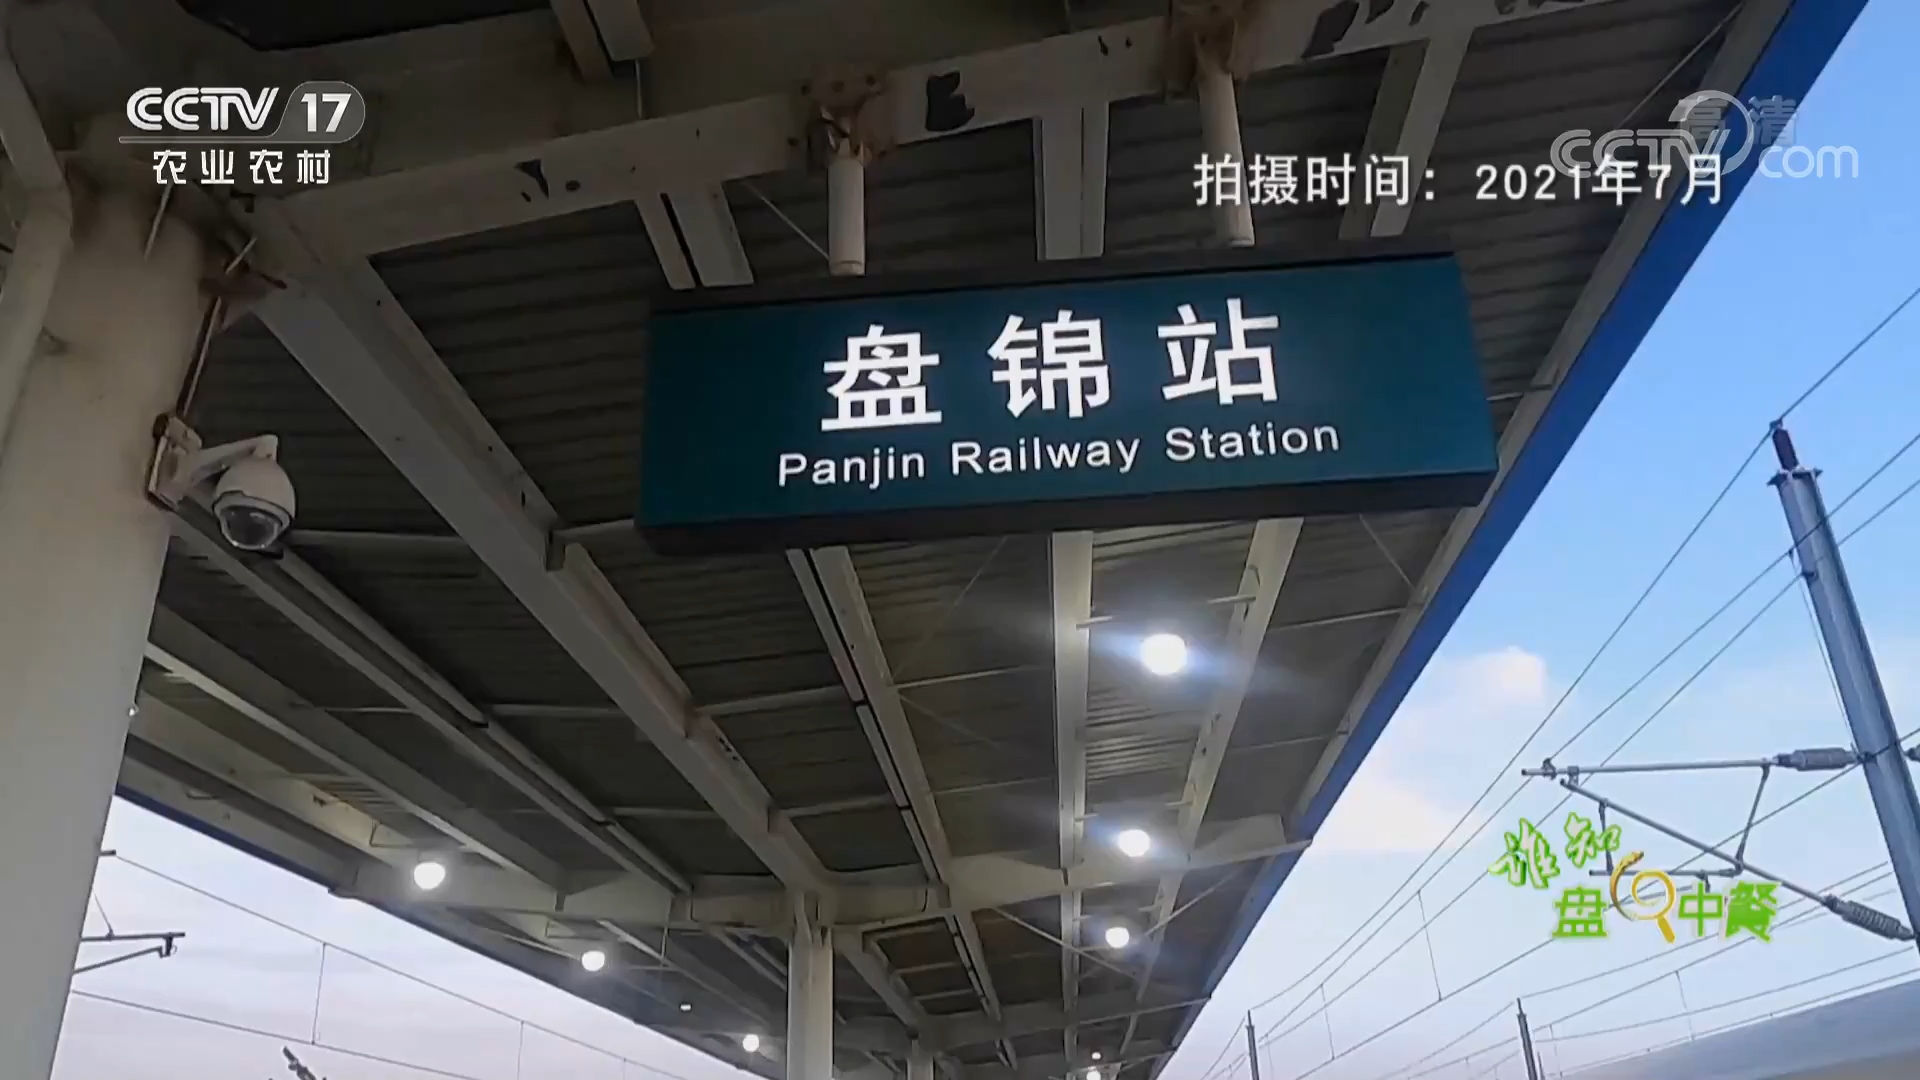 CCTV 17
农业农村
高清
CCTV.com
拍摄时间：2021年7月
盘锦站
Panjin Railway Station
谁知
盘中餐